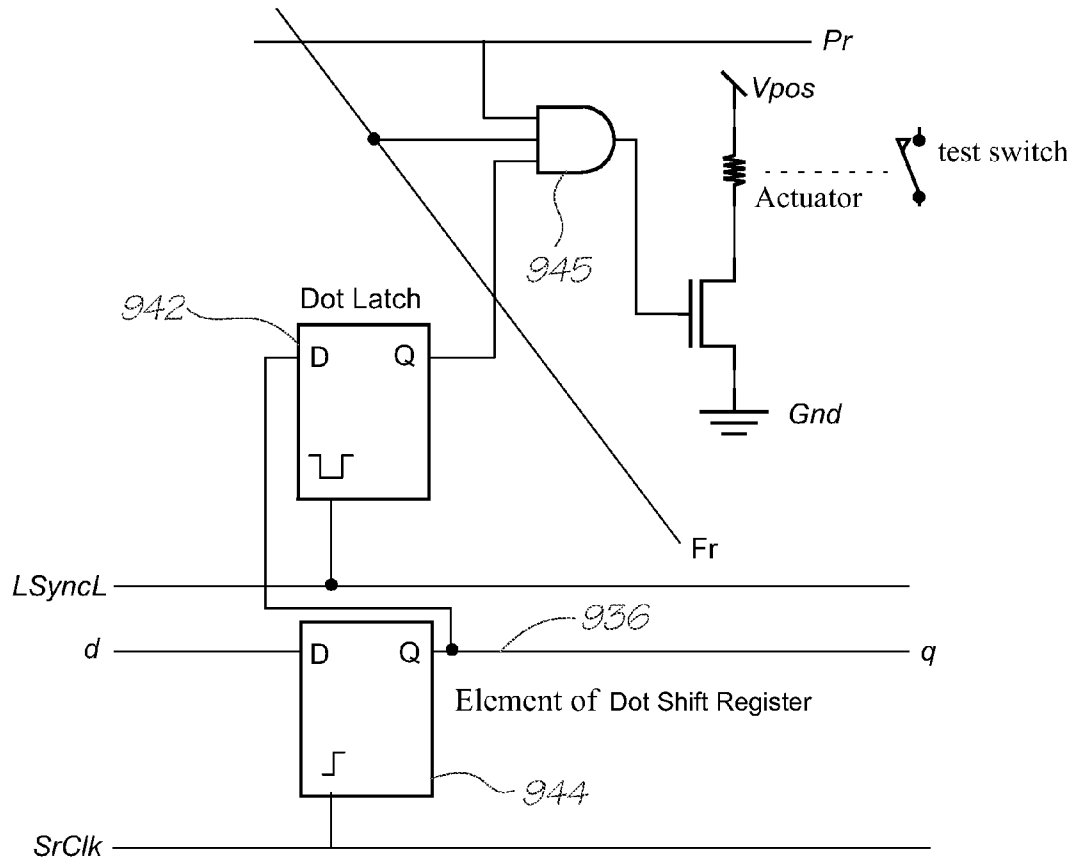 Pr
Vpos
test switch
Actuator
945
Dot Latch
942
D Q
Gnd
Fr
LSyncL
936
d
D Q
q
Element of Dot Shift Register
944
SrClk